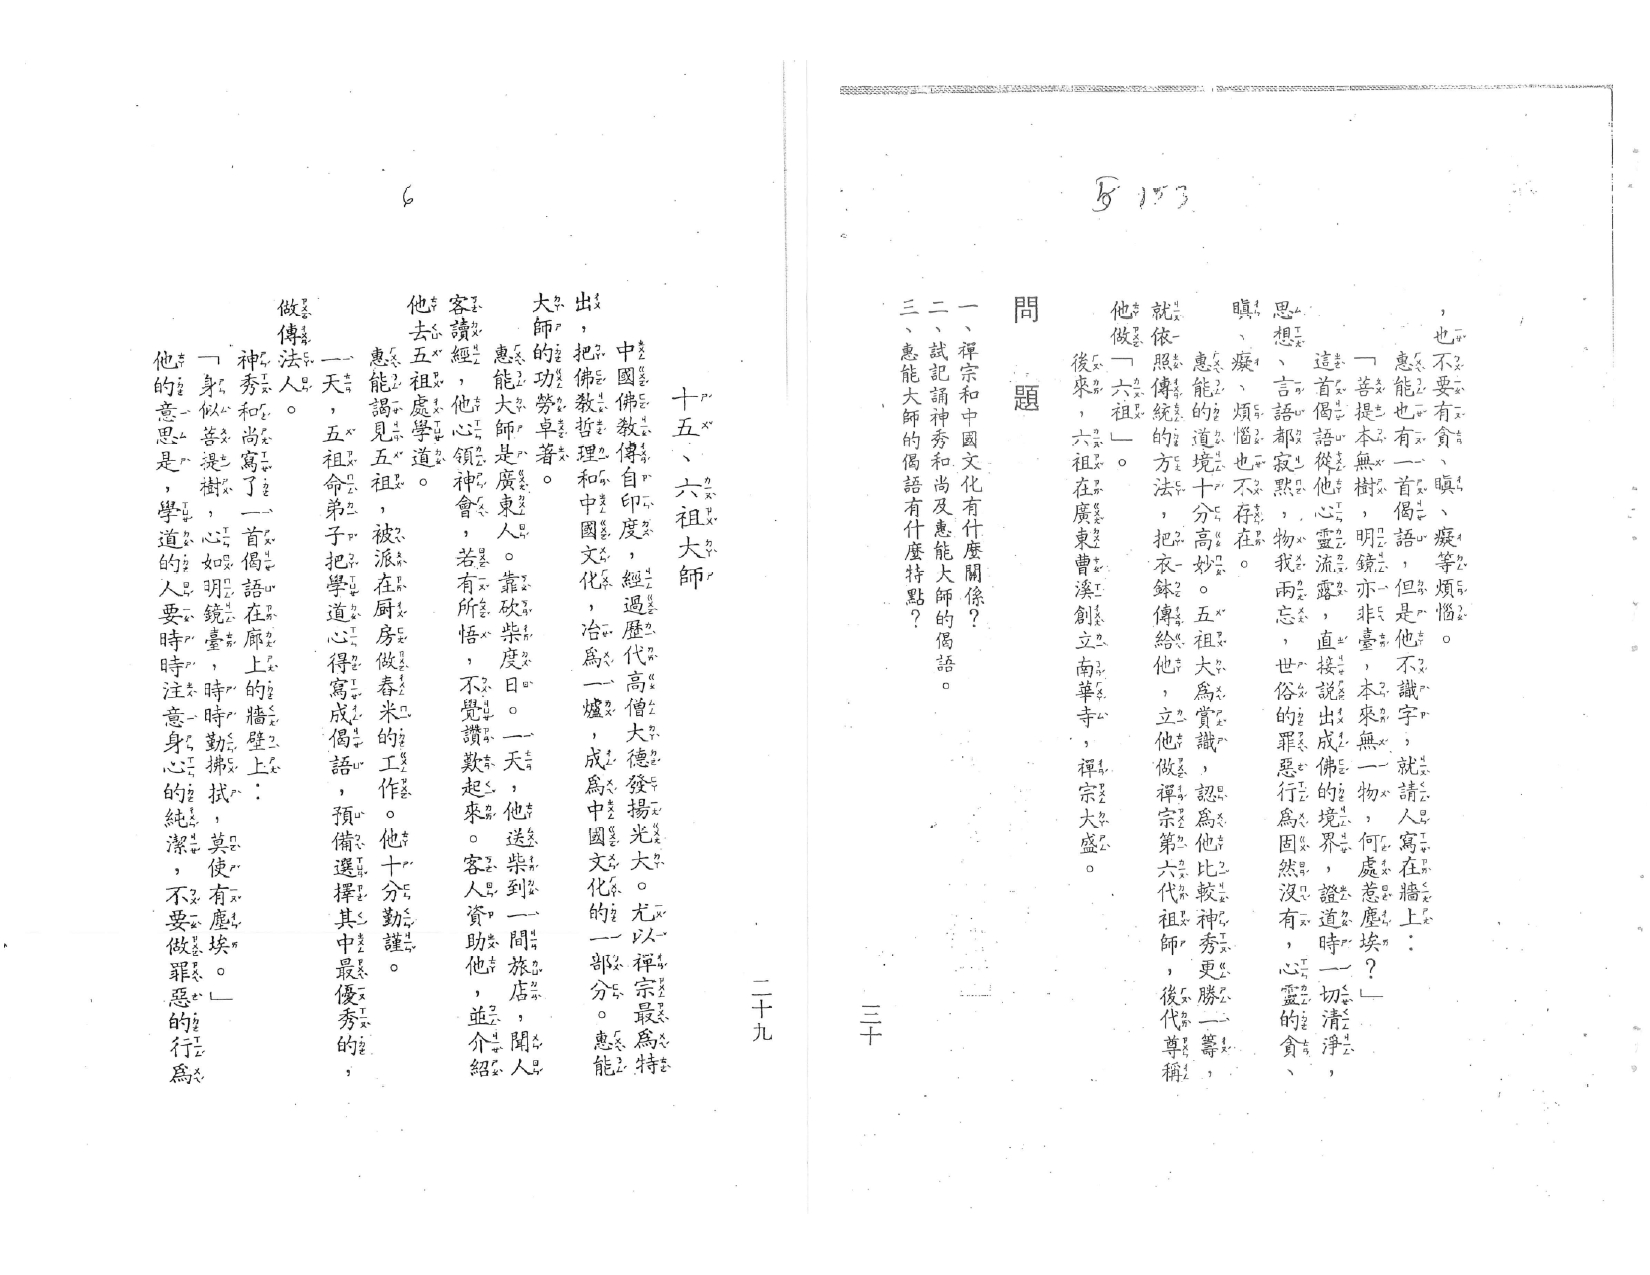 6
十五、六祖大師
中國佛教傳自印度，經過歷代高僧大德發揚光大。尤以禪宗最為特
出，把佛教哲理和中國文化，冶為一爐，成為中國文化的一部分。惠能
大師的功勞卓著。
惠能大師是廣東人。靠砍柴度日。一天，他送柴到一間旅店，聞人
客讀經，他心領神會，若有所悟，不覺讚歎起來。客人資助他，並介紹
他去五祖處學道。
惠能謁見五祖，被派在厨房做舂米的工作。他十分勤謹。
一天，五祖命弟子把學道心得寫成偈語，預備選擇其中最優秀的，
做傳法人。
神秀和尚寫了一首偈語在廊上的牆壁上：
「身似菩提樹，心如明鏡臺，時時勤拂拭，莫使有塵埃。」
他的意思是，學道的人要時時注意身心的純潔，不要做罪惡的行為
二十九
153
，也不要有貪、瞋、癡等煩惱。
惠能也有一首偈語，但是他不識字，就請人寫在牆上：
「菩提本無樹，明鏡亦非臺，本來無一物，何處惹塵埃？」
這首偈語從他心靈流露，直接説出成佛的境界，證道時一切清淨，
思想、言語都寂默，物我兩忘，世俗的罪惡行為固然沒有，心靈的貪、
瞋、癡、煩惱也不存在。
惠能的道境十分高妙。五祖大為賞識，認為他比較神秀更勝一籌，
就依照傳統的方法，把衣鉢傳給他，立他做禪宗第六代祖師，後代尊稱
他做「六祖」。
後來，六祖在廣東曹溪創立南華寺，禪宗大盛。
問題
一、禪宗和中國文化有什麼關係？
二、試記誦神秀和尚及惠能大師的偈語。
三、惠能大師的偈語有什麼特點？
三十